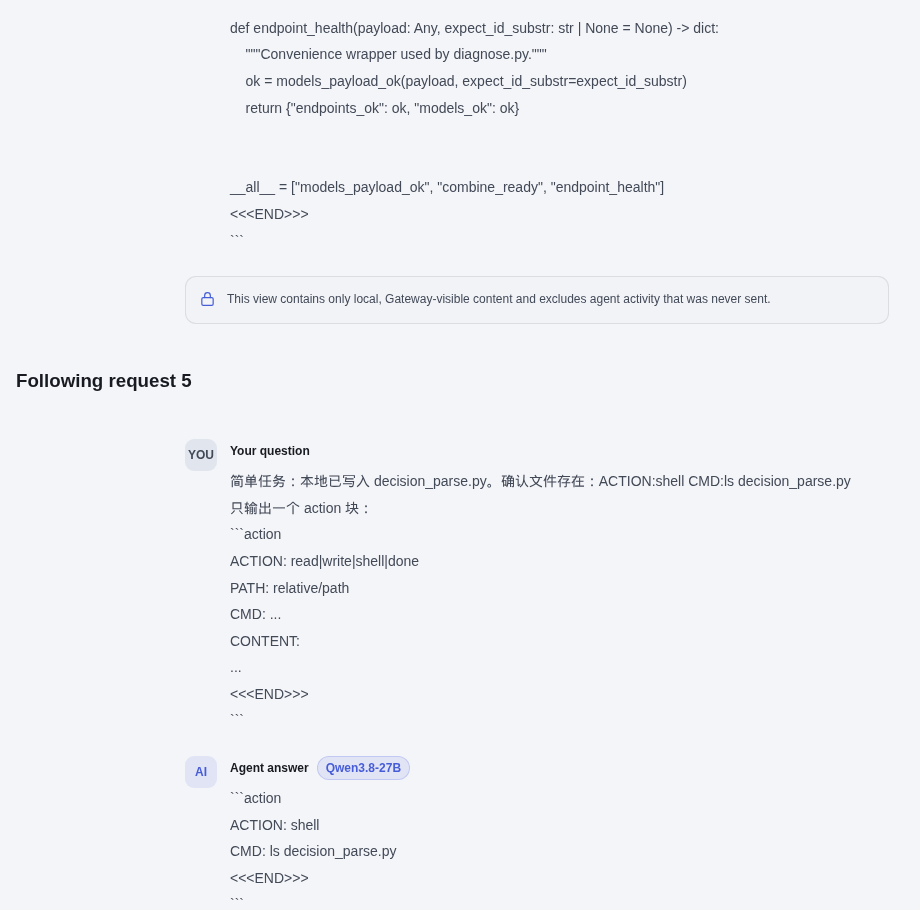 def endpoint_health(payload: Any, expect_id_substr: str | None = None) -> dict:
    """Convenience wrapper used by diagnose.py."""
    ok = models_payload_ok(payload, expect_id_substr=expect_id_substr)
    return {"endpoints_ok": ok, "models_ok": ok}
__all__ = ["models_payload_ok", "combine_ready", "endpoint_health"]
<<<END>>>
```
This view contains only local, Gateway-visible content and excludes agent activity that was never sent.
Following request 5
YOU
Your question
简单任务：本地已写入 decision_parse.py。确认文件存在：ACTION:shell CMD:ls decision_parse.py
只输出一个 action 块：
```action
ACTION: read|write|shell|done
PATH: relative/path
CMD: ...
CONTENT:
...
<<<END>>>
```
AI
Agent answer Qwen3.8-27B
```action
ACTION: shell
CMD: ls decision_parse.py
<<<END>>>
```